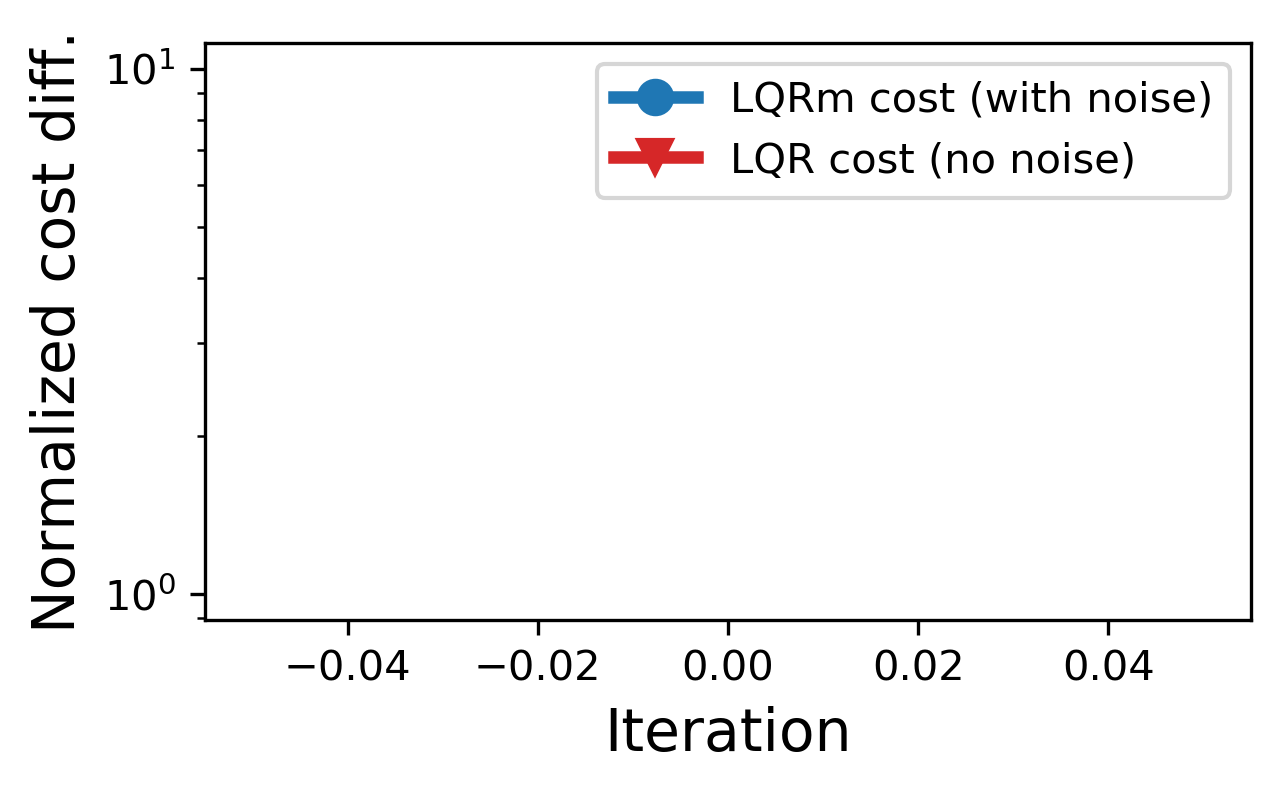 Normalized cost diff.
10¹
10⁰
LQRm cost (with noise)
LQR cost (no noise)
−0.04 −0.02 0.00 0.02 0.04
Iteration